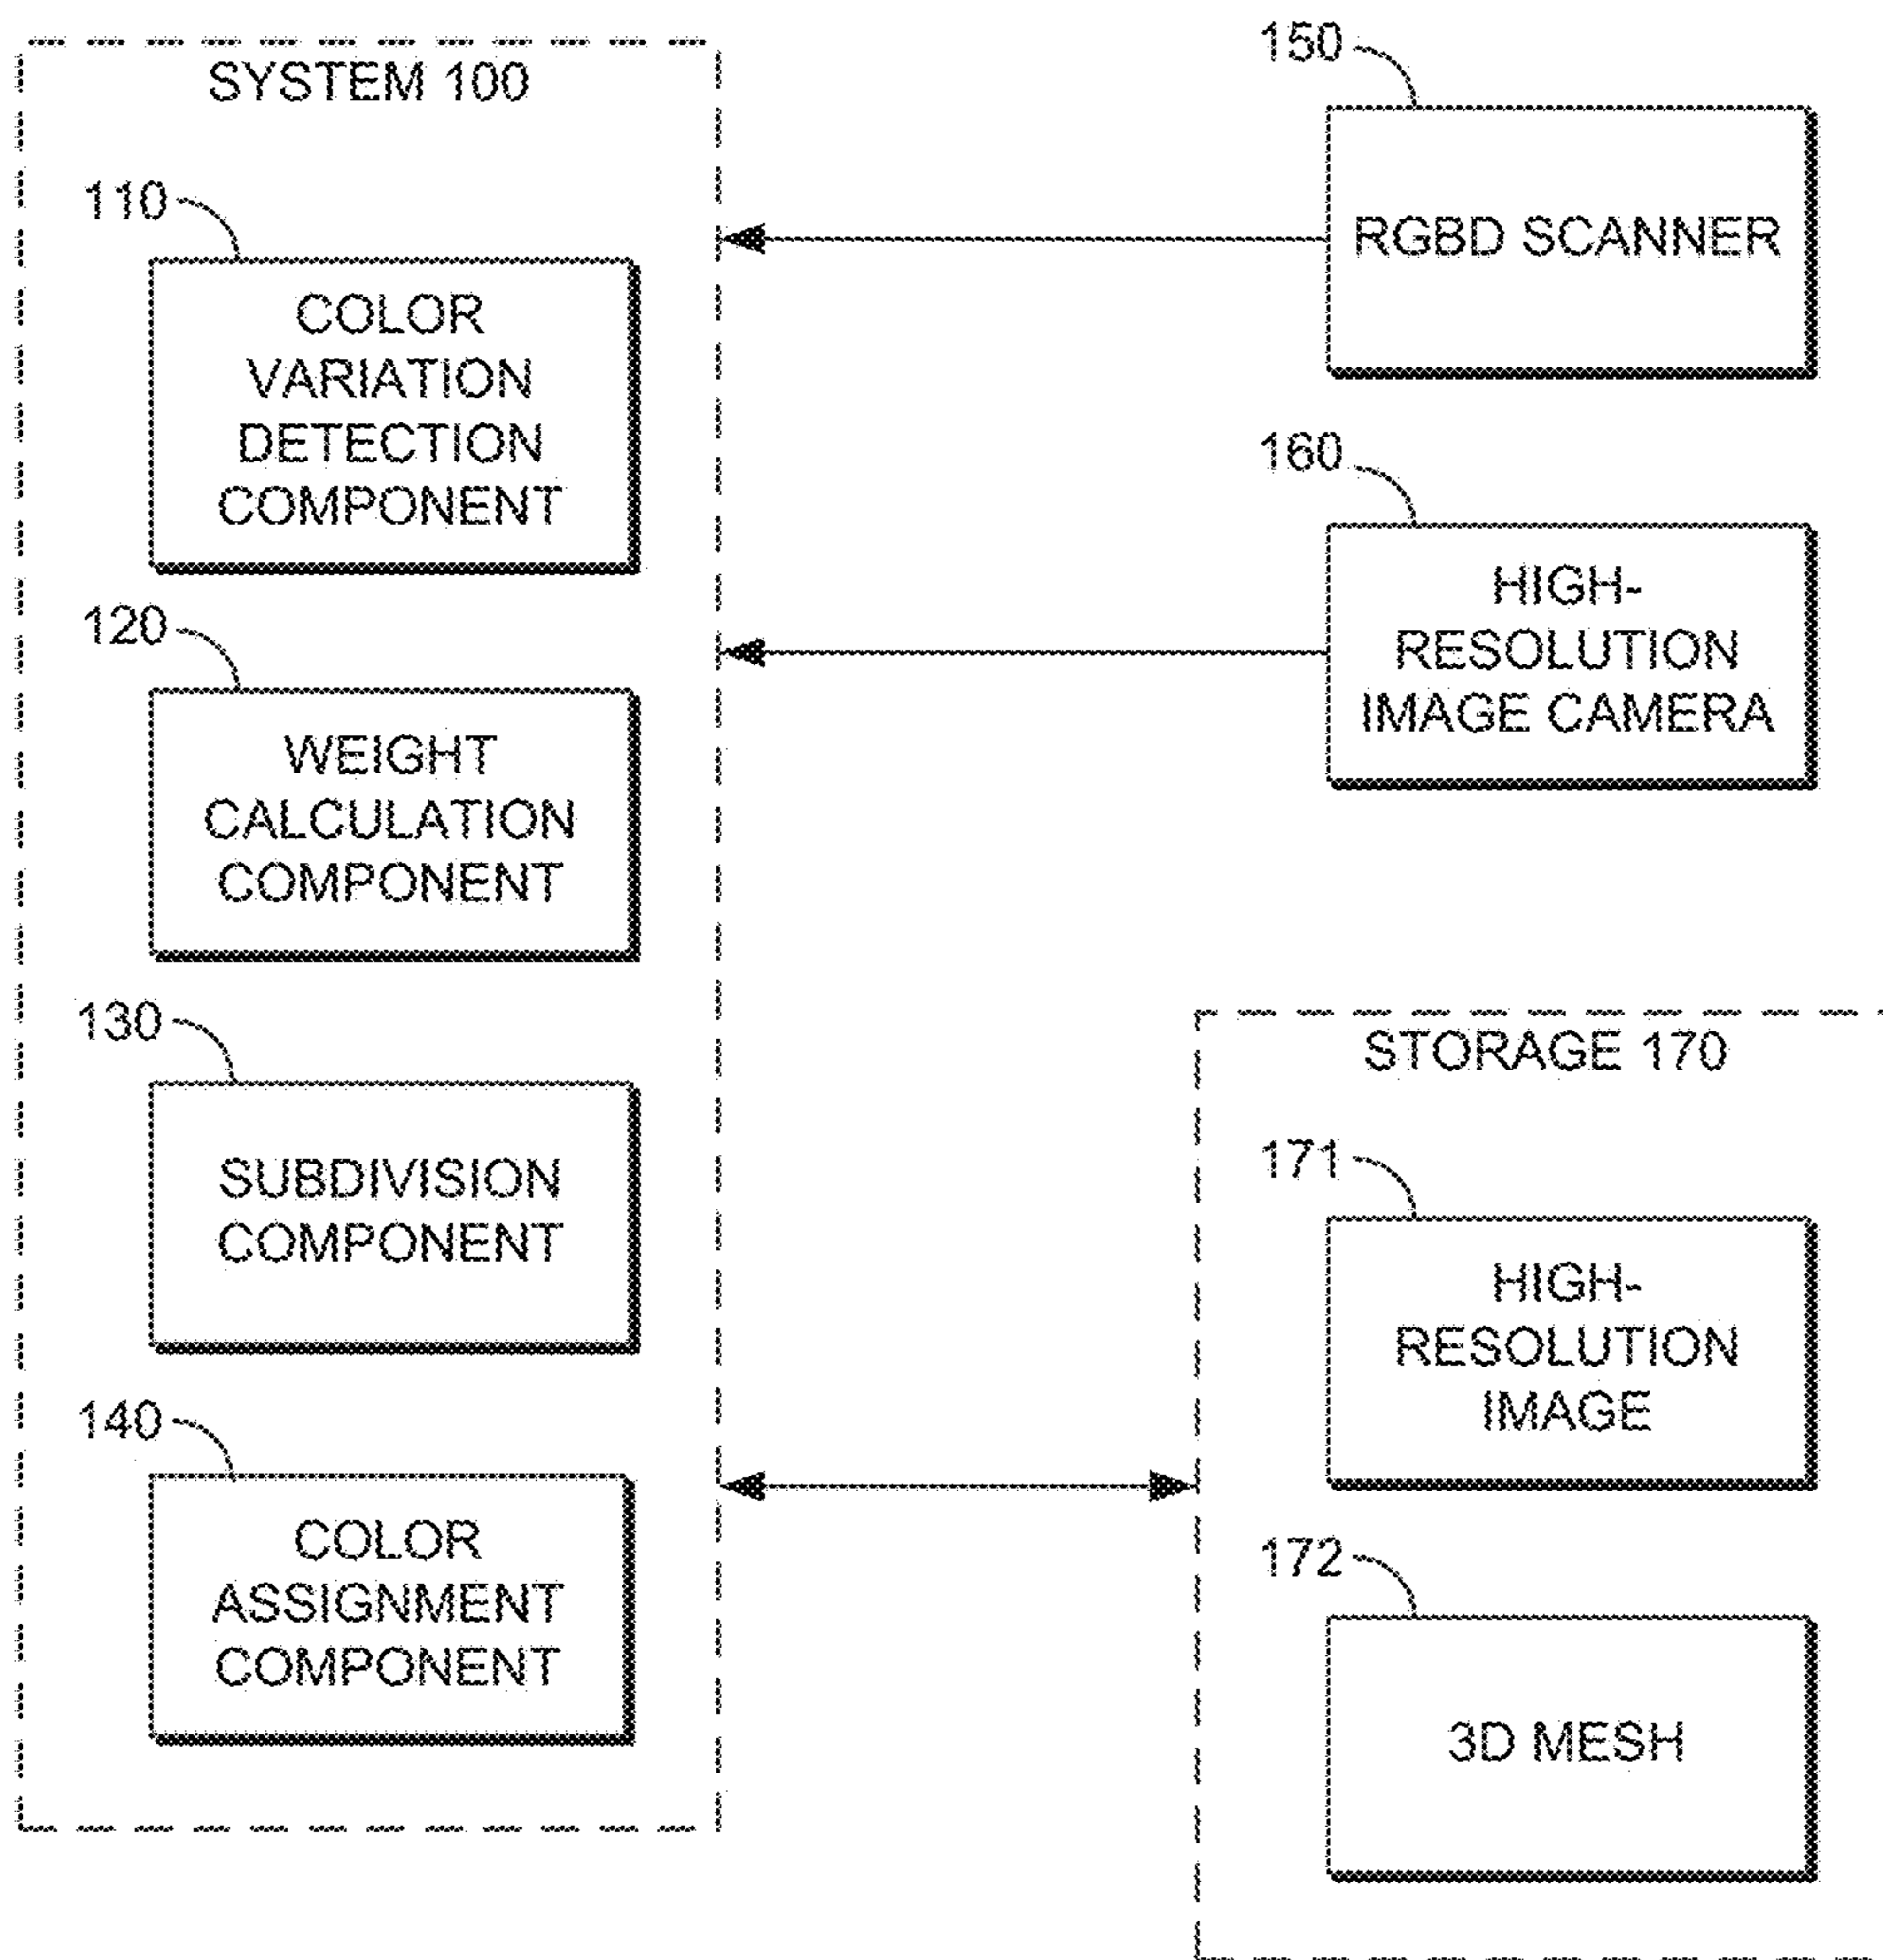 SYSTEM 100
110
COLOR
VARIATION
DETECTION
COMPONENT
120
WEIGHT
CALCULATION
COMPONENT
130
SUBDIVISION
COMPONENT
140
COLOR
ASSIGNMENT
COMPONENT
150
RGBD SCANNER
160
HIGH-
RESOLUTION
IMAGE CAMERA
STORAGE 170
171
HIGH-
RESOLUTION
IMAGE
172
3D MESH